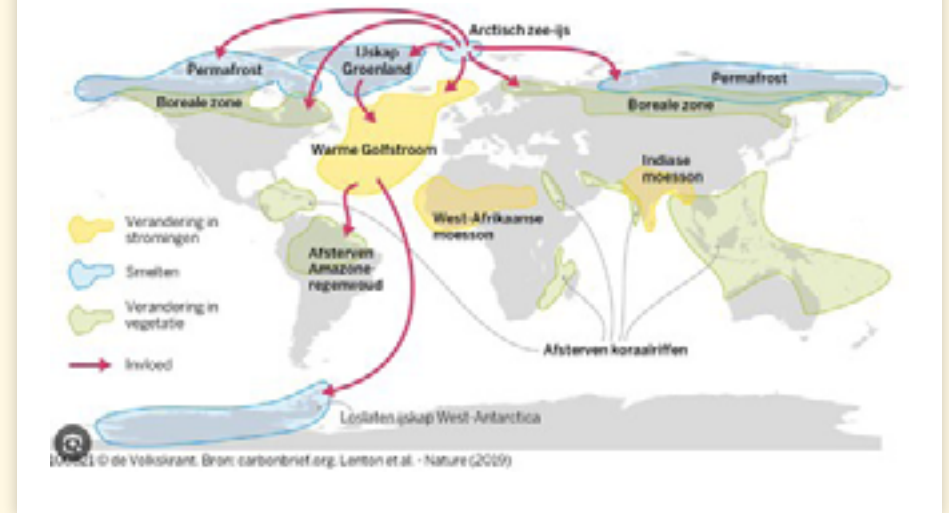 Arctisch zee-ijs
IJskap
Groenland
Permafrost
Permafrost
Boreale zone
Boreale zone
Warme Golfstroom
Indiase
moesson
West-Afrikaanse
moesson
Verandering in
stromingen
Afsterven
Amazone-
regenwoud
Smelten
Verandering in
vegetatie
Afsterven koraalriffen
Invloed
Loslaten ijskap West-Antarctica
100821 © de Volkskrant. Bron: carbonbrief.org, Lenton et al. - Nature (2019)